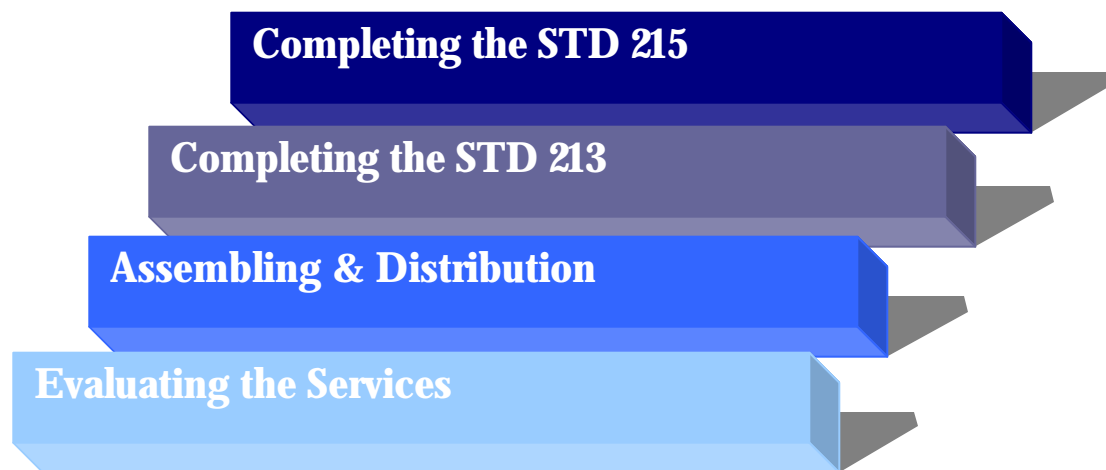 Completing the STD 215
Completing the STD 213
Assembling & Distribution
Evaluating the Services